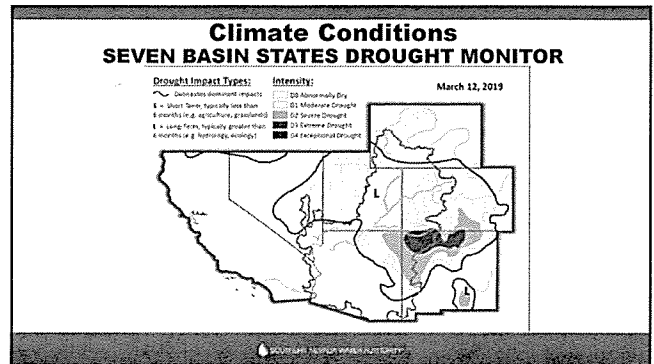 Climate Conditions
SEVEN BASIN STATES DROUGHT MONITOR
Drought Impact Types:
Delineates dominant impacts
S = Short-Term, typically less than
6 months (e.g. agriculture, grasslands)
L = Long-Term, typically greater than
6 months (e.g. hydrology, ecology)
Intensity:
D0 Abnormally Dry
D1 Moderate Drought
D2 Severe Drought
D3 Extreme Drought
D4 Exceptional Drought
March 12, 2019
L
L
SOUTHERN NEVADA WATER AUTHORITY